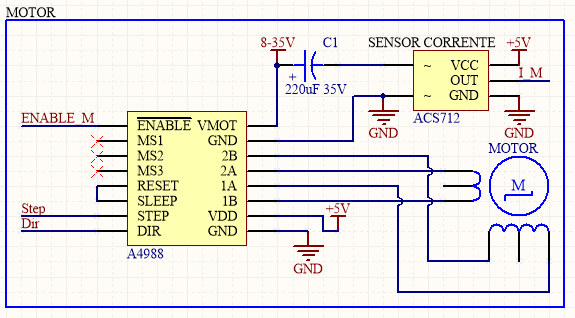 MOTOR
8-35V
C1
+
220uF 35V
SENSOR CORRENTE
+5V
~ VCC
OUT
I_M
~ GND
ACS712
GND
GND
ENABLE_M
ENABLE VMOT
MS1 GND
MS2 2B
MS3 2A
RESET 1A
SLEEP 1B
STEP VDD
DIR GND
Step
Dir
A4988
+5V
GND
MOTOR
M